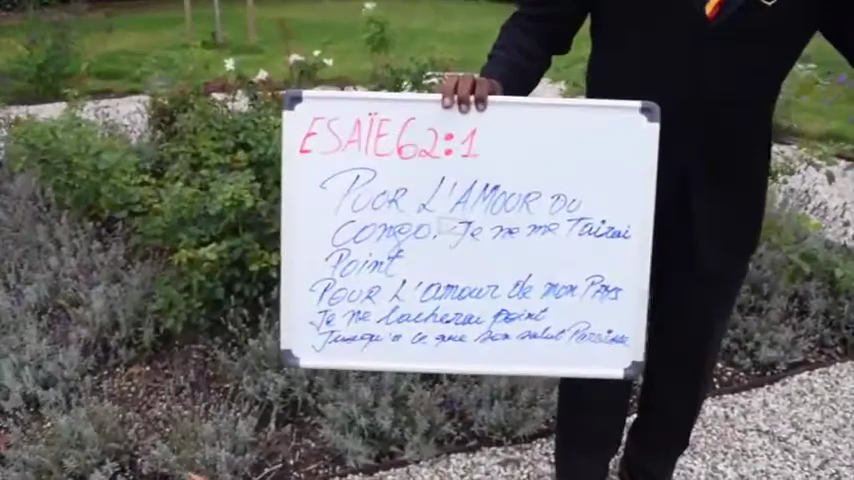 ESAÏE 62:1
POUR L'AMOUR DU
Congo. Je ne me Tairai
Point
POUR L'Amour de mon PAYS
Je ne Lacherai point
Jusqu'a ce que son salut Paraisse